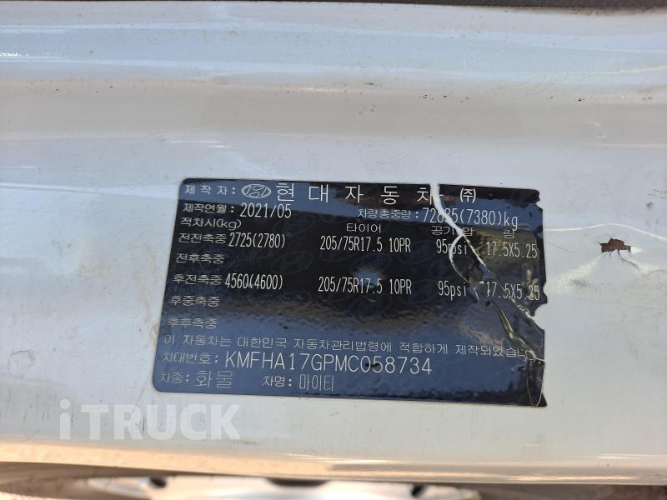 제작자: 현대자동차 ㈜
제작연월: 2021/05 차량총중량: (7380)kg
적차시(kg) 타이어 공기압 림
전전축중 2725(2780) 205/75R17.5 10PR 95psi 17.5X5.25
전후축중
후전축중 4560(4600) 205/75R17.5 10PR 95psi 17.5X5.25
후중축중
후후축중
이 자동차는 대한민국 자동차관리법령에 적합하게 제작되었습니다
차대번호: KMFHA17GPMC058734
차종: 화물 차명: 마이티
iTRUCK